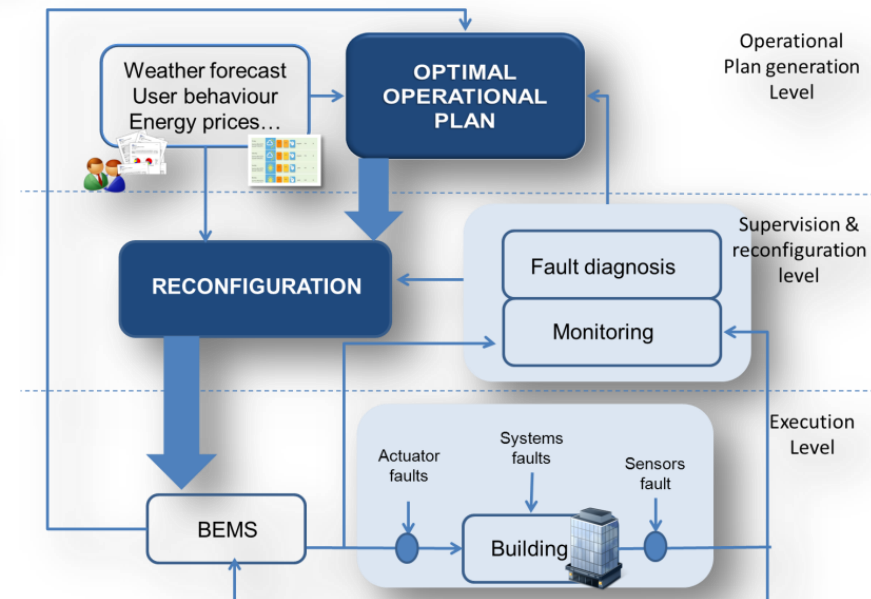 Weather forecast
User behaviour
Energy prices…
OPTIMAL
OPERATIONAL
PLAN
Operational
Plan generation
Level
RECONFIGURATION
Fault diagnosis
Monitoring
Supervision &
reconfiguration
level
Execution
Level
Actuator
faults
Systems
faults
Sensors
fault
BEMS
Building